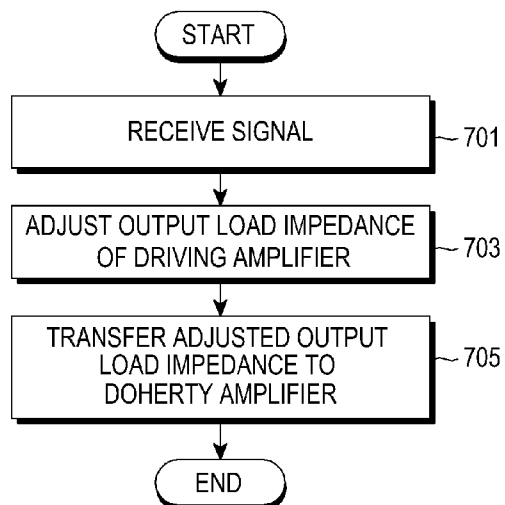 START
RECEIVE SIGNAL
701
ADJUST OUTPUT LOAD IMPEDANCE
OF DRIVING AMPLIFIER
703
TRANSFER ADJUSTED OUTPUT
LOAD IMPEDANCE TO
DOHERTY AMPLIFIER
705
END